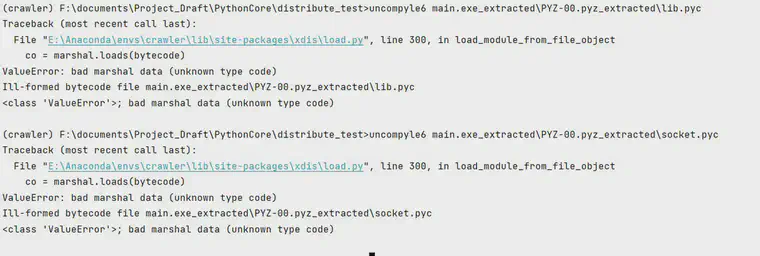 (crawler) F:\documents\Project_Draft\PythonCore\distribute_test>uncompyle6 main.exe_extracted\PYZ-00.pyz_extracted\lib.pyc
Traceback (most recent call last):
  File "E:\Anaconda\envs\crawler\lib\site-packages\xdis\load.py", line 300, in load_module_from_file_object
    co = marshal.loads(bytecode)
ValueError: bad marshal data (unknown type code)
Ill-formed bytecode file main.exe_extracted\PYZ-00.pyz_extracted\lib.pyc
<class 'ValueError'>; bad marshal data (unknown type code)

(crawler) F:\documents\Project_Draft\PythonCore\distribute_test>uncompyle6 main.exe_extracted\PYZ-00.pyz_extracted\socket.pyc
Traceback (most recent call last):
  File "E:\Anaconda\envs\crawler\lib\site-packages\xdis\load.py", line 300, in load_module_from_file_object
    co = marshal.loads(bytecode)
ValueError: bad marshal data (unknown type code)
Ill-formed bytecode file main.exe_extracted\PYZ-00.pyz_extracted\socket.pyc
<class 'ValueError'>; bad marshal data (unknown type code)